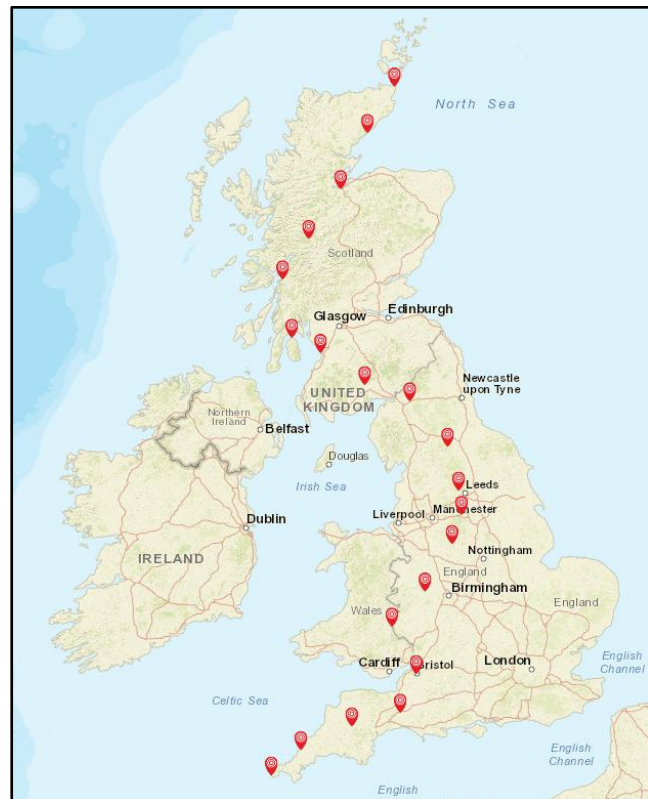 North Sea
Scotland
Glasgow
Edinburgh
UNITED
KINGDOM
Newcastle
upon Tyne
Northern
Ireland
Belfast
Douglas
Irish Sea
Leeds
Manchester
Liverpool
Dublin
IRELAND
Nottingham
England
Birmingham
Wales
England
Cardiff
Bristol
London
English
Channel
Celtic Sea
English
Channel
English